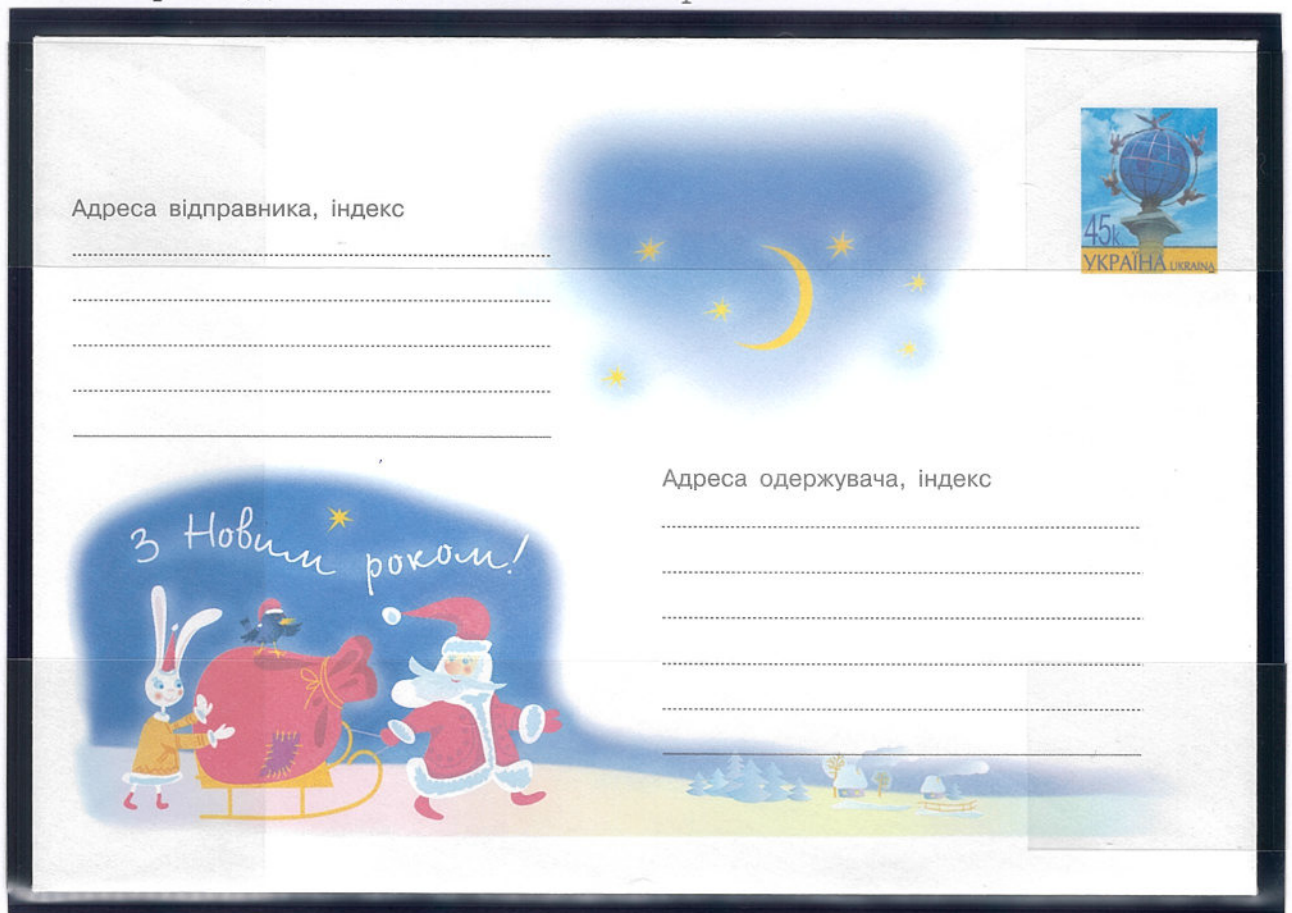 Адреса відправника, індекс
45к.
УКРАЇНА UKRAINA
З Новим роком!
Адреса одержувача, індекс